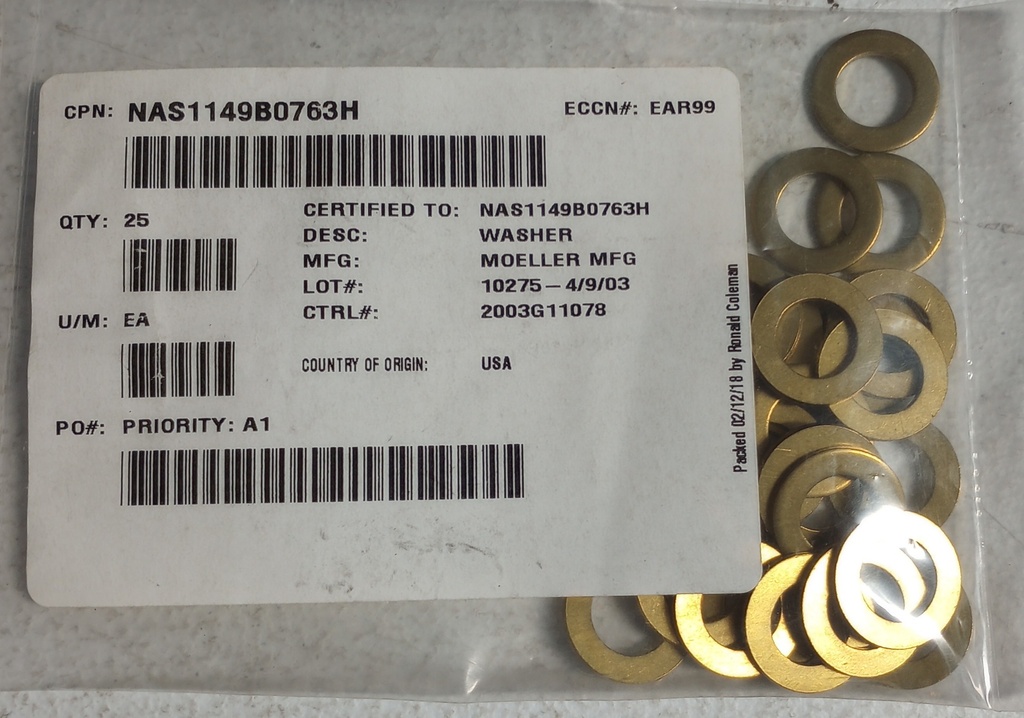 CPN: NAS1149B0763H
ECCN#: EAR99
QTY: 25
CERTIFIED TO: NAS1149B0763H
DESC: WASHER
MFG: MOELLER MFG
LOT#: 10275 – 4/9/03
U/M: EA
CTRL#: 2003G11078
COUNTRY OF ORIGIN: USA
PO#: PRIORITY: A1
Packed 02/12/18 by Ronald Coleman